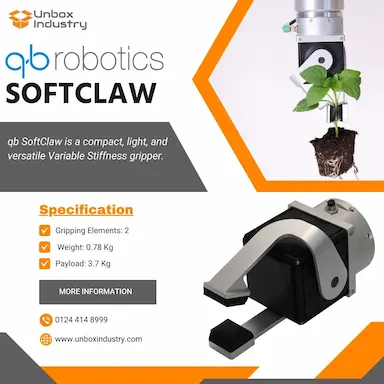 Unbox
Industry
qb robotics
SOFTCLAW
qb SoftClaw is a compact, light, and
versatile Variable Stiffness gripper.
Specification
Gripping Elements: 2
Weight: 0.78 Kg
Payload: 3.7 Kg
MORE INFORMATION
0124 414 8999
www.unboxindustry.com